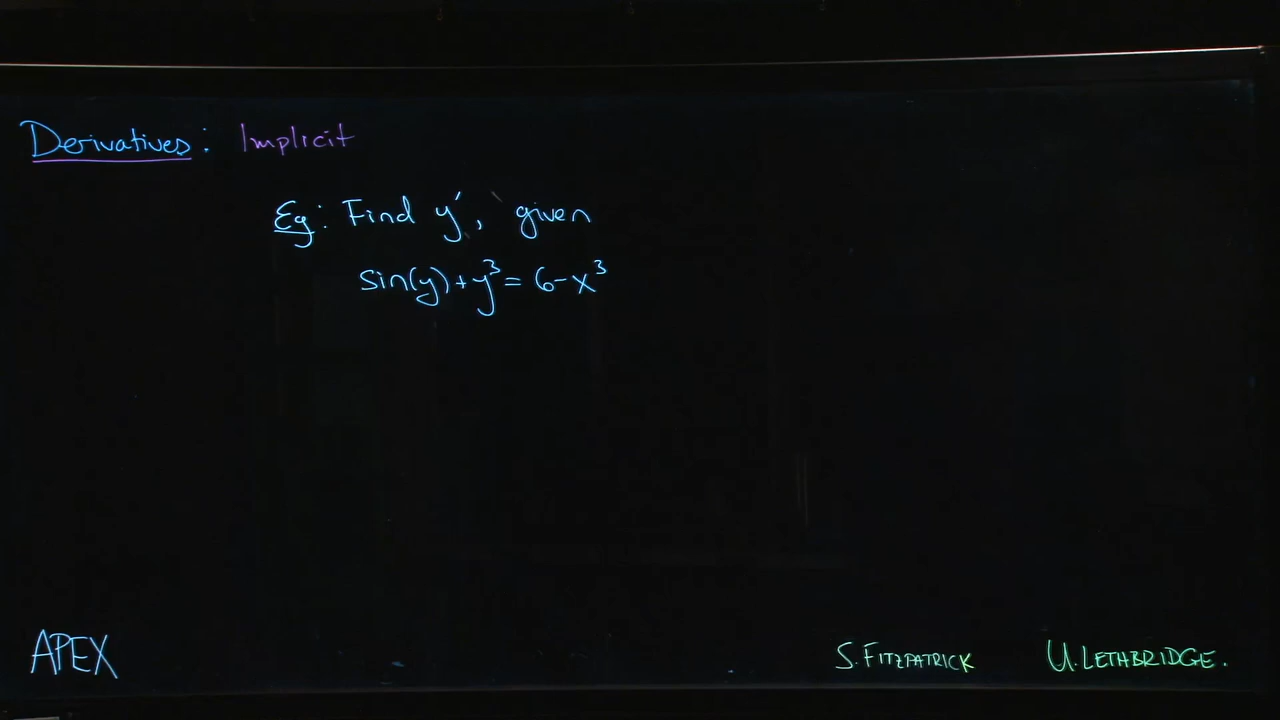 Derivatives: Implicit
Eg: Find y', given
sin(y)+y³=6-x³
APEX
S. FITZPATRICK
U. LETHBRIDGE.